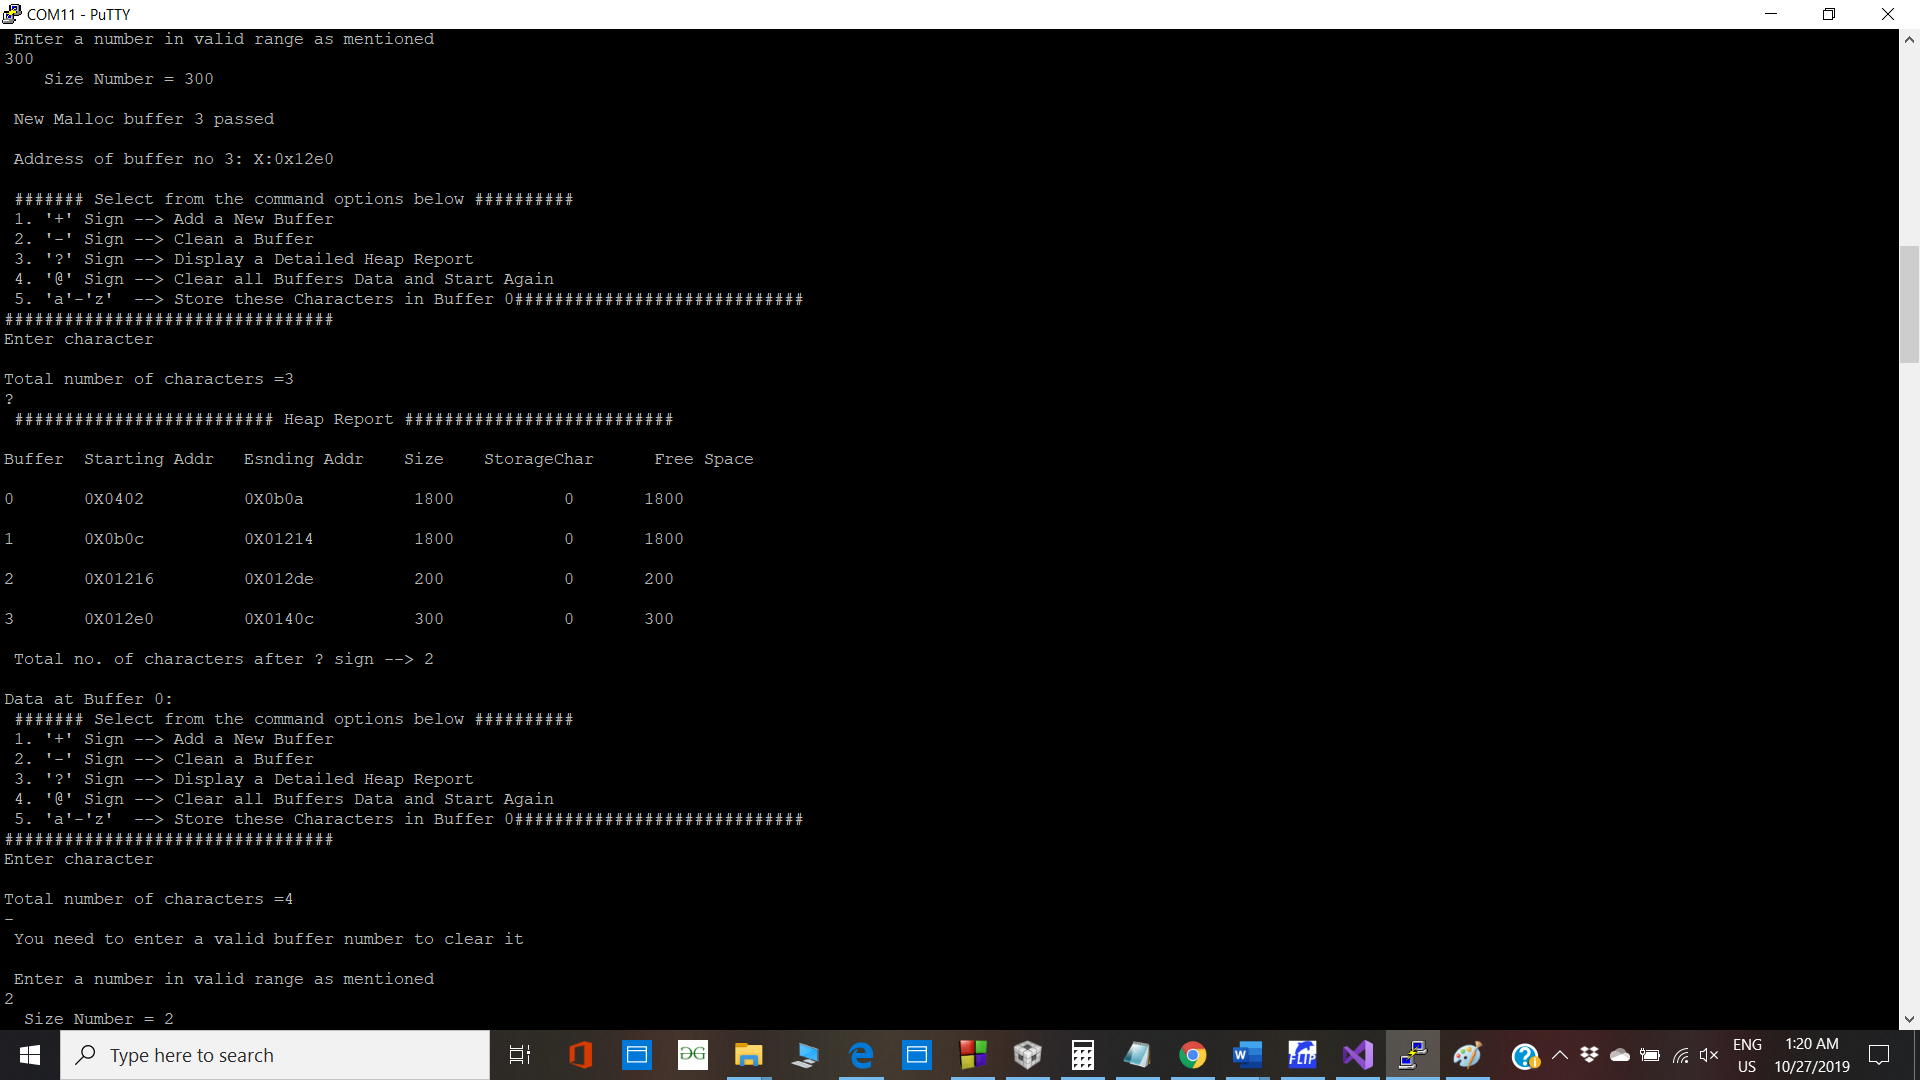 COM11 - PuTTY
Enter a number in valid range as mentioned
300
Size Number = 300
New Malloc buffer 3 passed
Address of buffer no 3: X:0x12e0
####### Select from the command options below ##########
1. '+' Sign --> Add a New Buffer
2. '-' Sign --> Clean a Buffer
3. '?' Sign --> Display a Detailed Heap Report
4. '@' Sign --> Clear all Buffers Data and Start Again
5. 'a'-'z'  --> Store these Characters in Buffer 0#############################
#################################
Enter character
Total number of characters =3
?
########################## Heap Report ###########################
Buffer  Starting Addr   Esnding Addr    Size    StorageChar      Free Space
0       0X0402          0X0b0a           1800           0       1800
1       0X0b0c          0X01214          1800           0       1800
2       0X01216         0X012de          200            0       200
3       0X012e0         0X0140c          300            0       300
Total no. of characters after ? sign --> 2
Data at Buffer 0:
####### Select from the command options below ##########
1. '+' Sign --> Add a New Buffer
2. '-' Sign --> Clean a Buffer
3. '?' Sign --> Display a Detailed Heap Report
4. '@' Sign --> Clear all Buffers Data and Start Again
5. 'a'-'z'  --> Store these Characters in Buffer 0#############################
#################################
Enter character
Total number of characters =4
-
You need to enter a valid buffer number to clear it
Enter a number in valid range as mentioned
2
Size Number = 2
Type here to search
FLIP
ENG
US
1:20 AM
10/27/2019